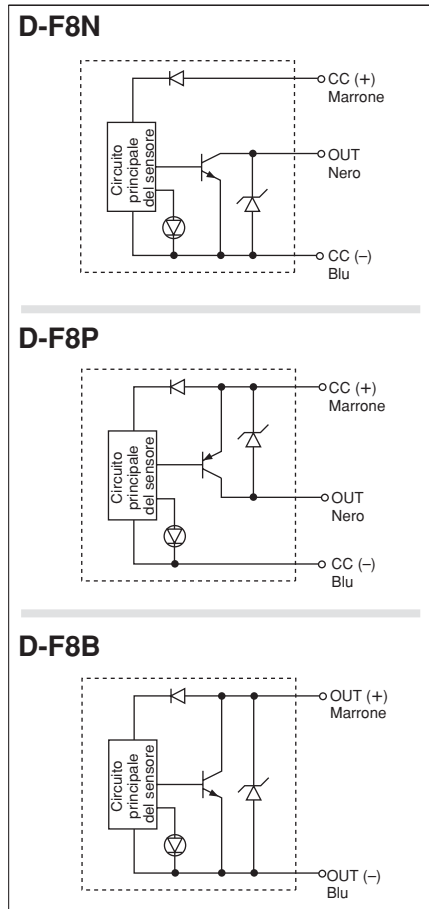 D-F8N
CC (+)
Marrone
Circuito
principale
del sensore
OUT
Nero
CC (–)
Blu
D-F8P
CC (+)
Marrone
Circuito
principale
del sensore
OUT
Nero
CC (–)
Blu
D-F8B
OUT (+)
Marrone
Circuito
principale
del sensore
OUT (–)
Blu